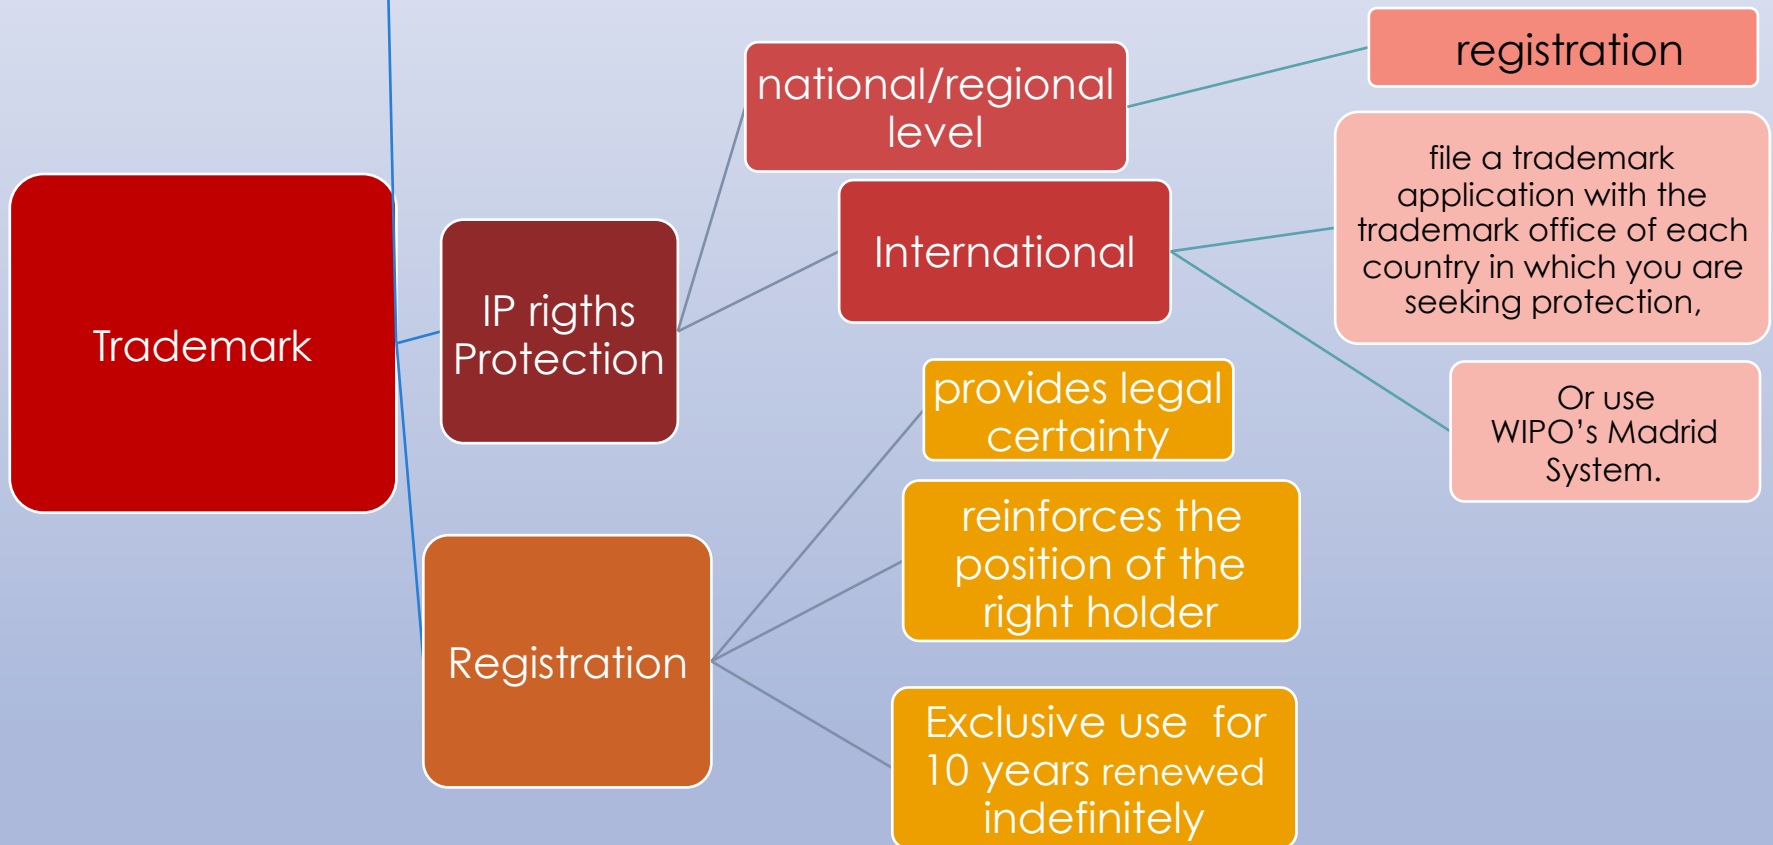 Trademark
IP rigths
Protection
national/regional
level
registration
International
file a trademark
application with the
trademark office of each
country in which you are
seeking protection,
Or use
WIPO’s Madrid
System.
Registration
provides legal
certainty
reinforces the
position of the
right holder
Exclusive use  for
10 years renewed
indefinitely